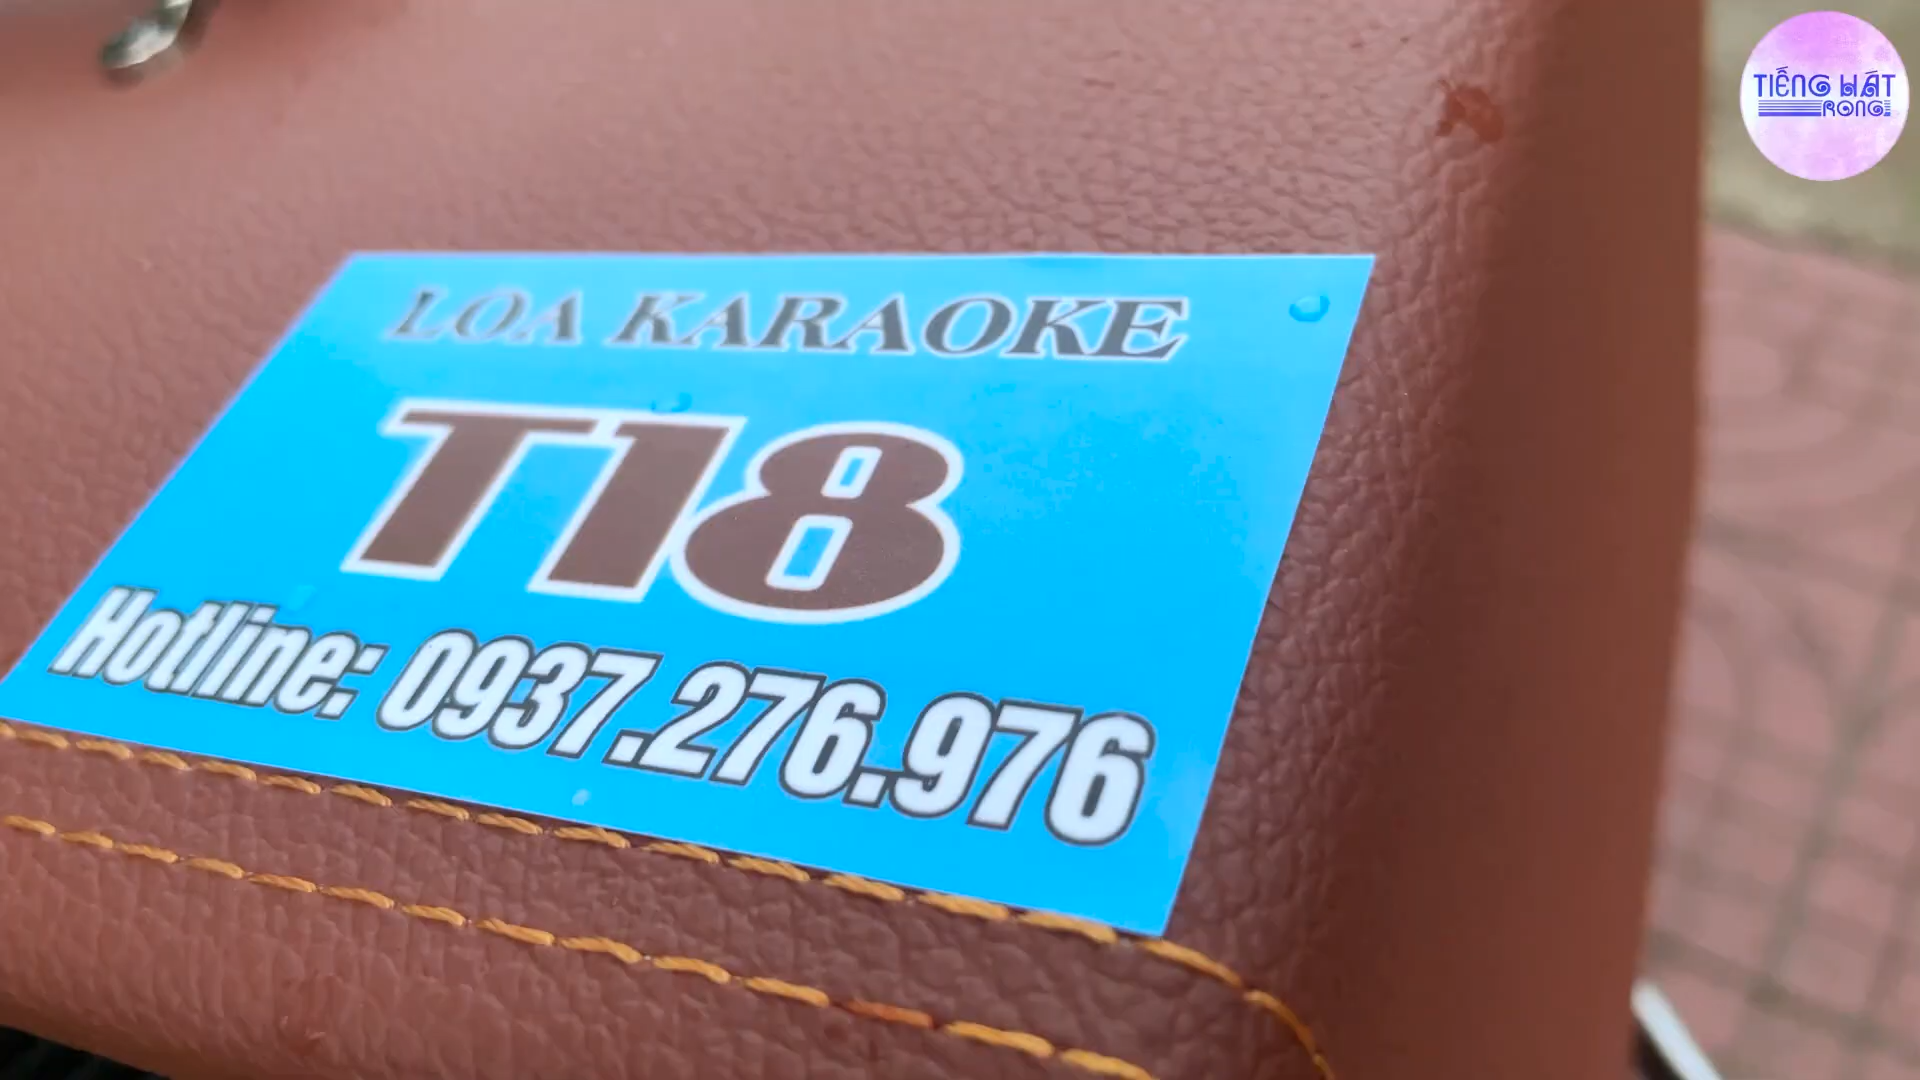 TIẾNG HÁT
RONG
LOA KARAOKE
T18
Hotline: 0937.276.976